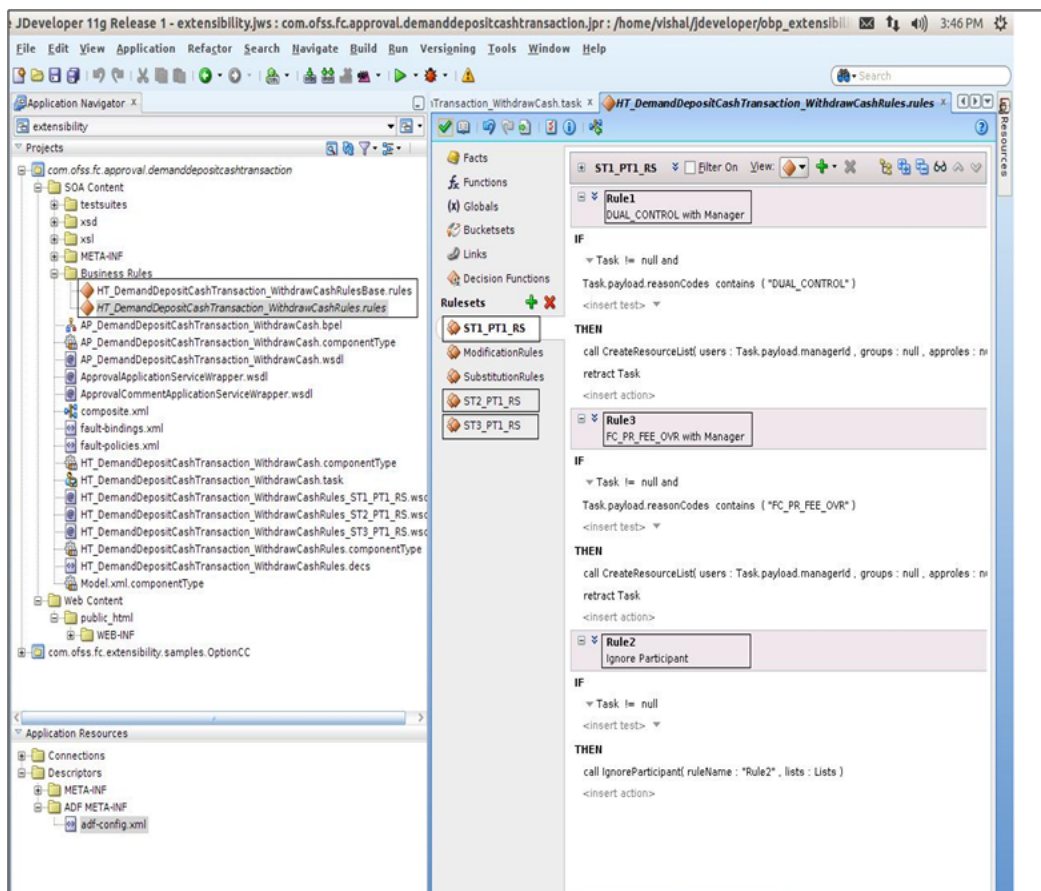 JDeveloper 11g Release 1 - extensibility.jws : com.ofss.fc.approval.demanddepositcashtransaction.jpr : /home/vishal/jdeveloper/obp_extensibili
3:46 PM
File Edit View Application Refactor Search Navigate Build Run Versioning Tools Window Help
Search
Application Navigator
Transaction_WithdrawCash.task
HT_DemandDepositCashTransaction_WithdrawCashRules.rules
Resources
extensibility
Projects
com.ofss.fc.approval.demanddepositcashtransaction
SOA Content
testsuites
xsd
xsl
META-INF
Business Rules
HT_DemandDepositCashTransaction_WithdrawCashRulesBase.rules
HT_DemandDepositCashTransaction_WithdrawCashRules.rules
AP_DemandDepositCashTransaction_WithdrawCash.bpel
AP_DemandDepositCashTransaction_WithdrawCash.componentType
AP_DemandDepositCashTransaction_WithdrawCash.wsdl
ApprovalApplicationServiceWrapper.wsdl
ApprovalCommentApplicationServiceWrapper.wsdl
composite.xml
fault-bindings.xml
fault-policies.xml
HT_DemandDepositCashTransaction_WithdrawCash.componentType
HT_DemandDepositCashTransaction_WithdrawCash.task
HT_DemandDepositCashTransaction_WithdrawCashRules_ST1_PT1_RS.wsd
HT_DemandDepositCashTransaction_WithdrawCashRules_ST2_PT1_RS.wsd
HT_DemandDepositCashTransaction_WithdrawCashRules_ST3_PT1_RS.wsd
HT_DemandDepositCashTransaction_WithdrawCashRules.componentType
HT_DemandDepositCashTransaction_WithdrawCashRules.decs
Model.xml.componentType
Web Content
public_html
WEB-INF
com.ofss.fc.extensibility.samples.OptionCC
Application Resources
Connections
Descriptors
META-INF
ADF META-INF
adf-config.xml
Facts
Functions
(x) Globals
Bucketsets
Links
Decision Functions
Rulesets
ST1_PT1_RS
ModificationRules
SubstitutionRules
ST2_PT1_RS
ST3_PT1_RS
ST1_PT1_RS Filter On View:
Rule1
DUAL_CONTROL with Manager
IF
Task != null and
Task.payload.reasonCodes contains ( "DUAL_CONTROL" )
<insert test>
THEN
call CreateResourceList( users : Task.payload.managerId , groups : null , approles : nu
retract Task
<insert action>
Rule3
FC_PR_FEE_OVR with Manager
IF
Task != null and
Task.payload.reasonCodes contains ( "FC_PR_FEE_OVR" )
<insert test>
THEN
call CreateResourceList( users : Task.payload.managerId , groups : null , approles : nu
retract Task
<insert action>
Rule2
Ignore Participant
IF
Task != null
<insert test>
THEN
call IgnoreParticipant( ruleName : "Rule2" , lists : Lists )
<insert action>